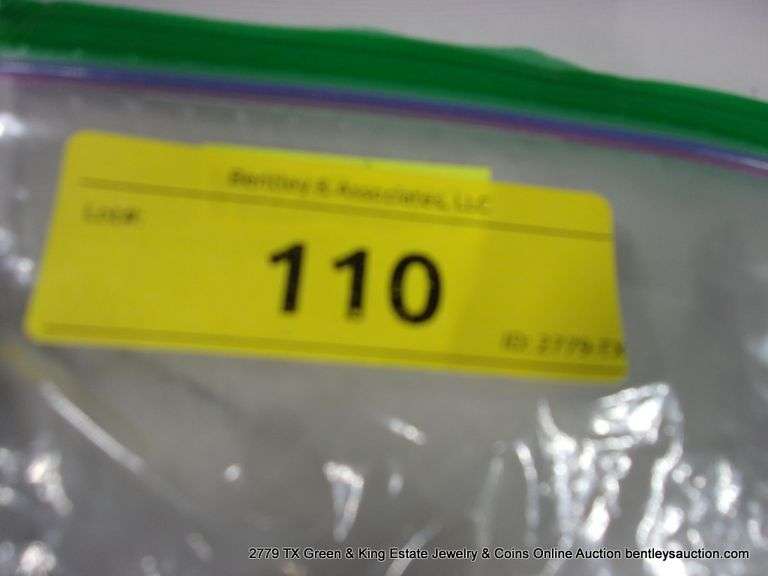 Bentley & Associates, LLC
Lot#:
110
ID: 2779-TX
2779 TX Green & King Estate Jewelry & Coins Online Auction bentleysauction.com